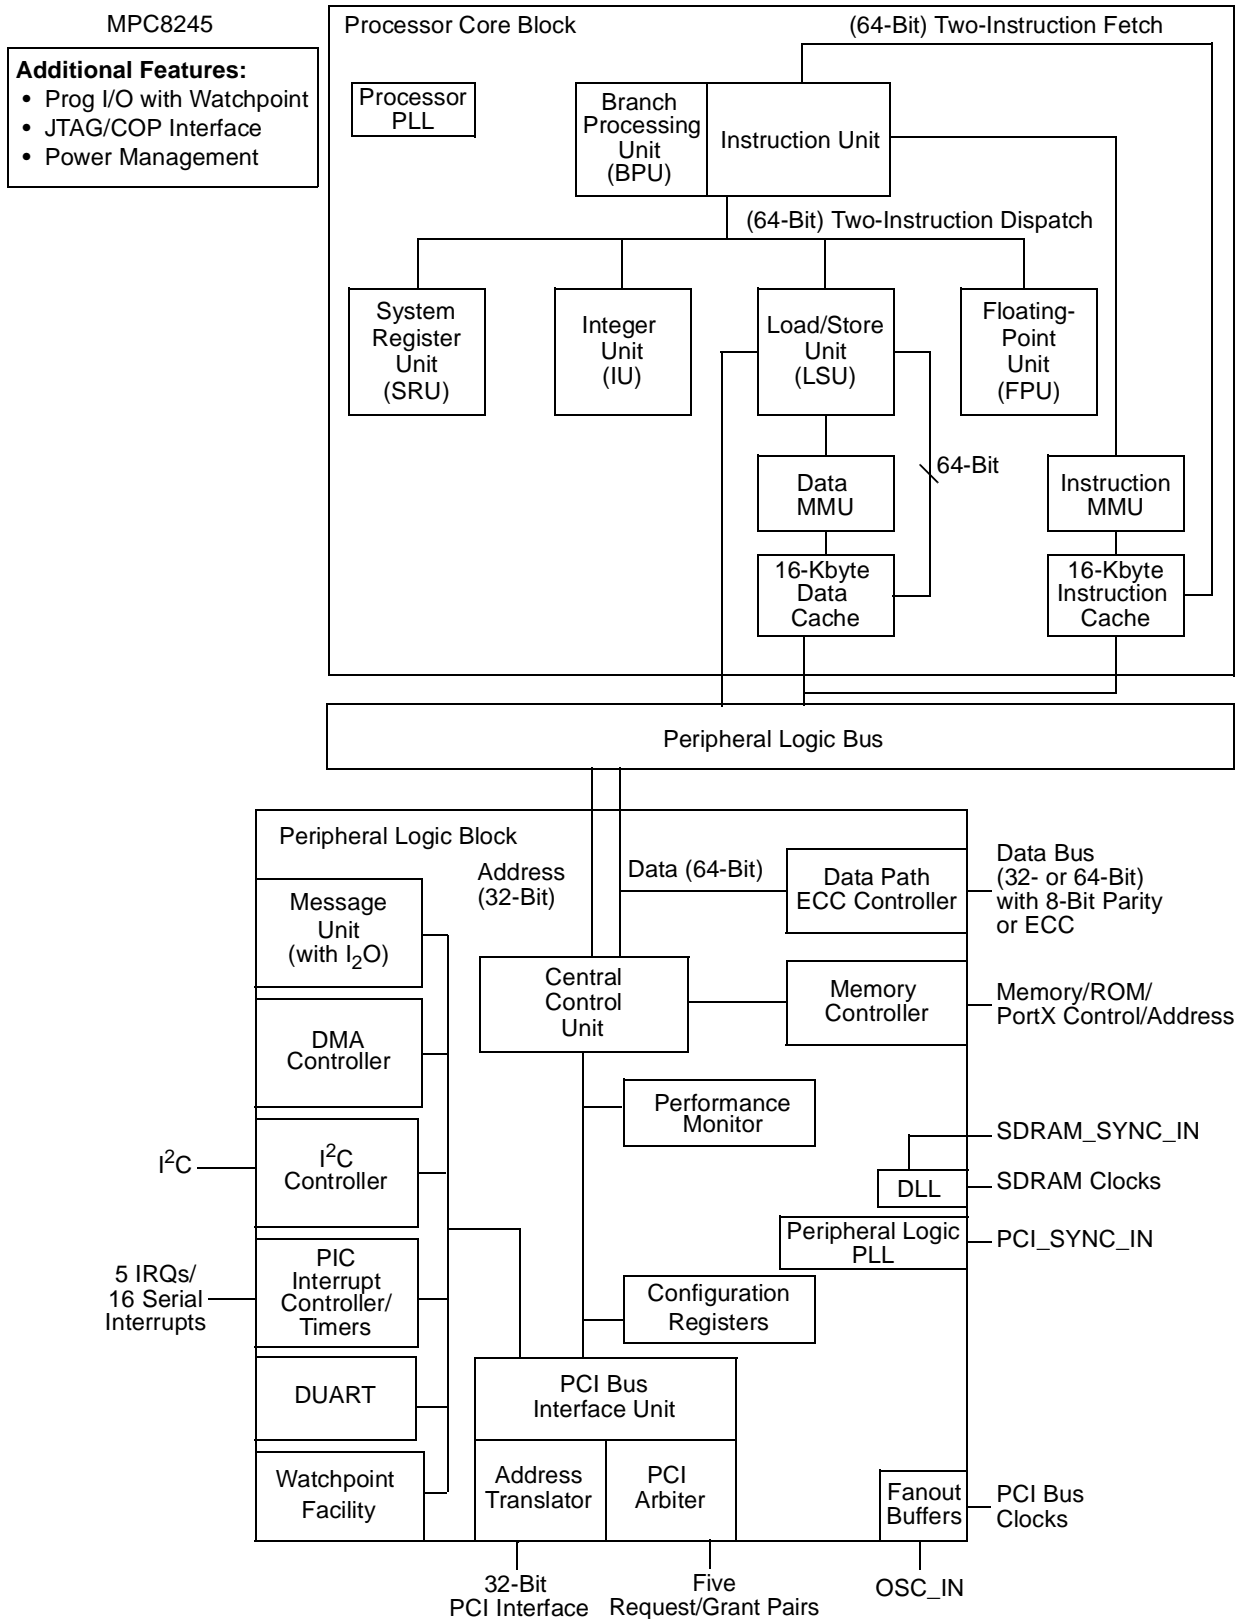 MPC8245
Additional Features:
• Prog I/O with Watchpoint
• JTAG/COP Interface
• Power Management
Processor Core Block
(64-Bit) Two-Instruction Fetch
Processor
PLL
Branch
Processing
Unit
(BPU)
Instruction Unit
(64-Bit) Two-Instruction Dispatch
System
Register
Unit
(SRU)
Integer
Unit
(IU)
Load/Store
Unit
(LSU)
Floating-
Point
Unit
(FPU)
64-Bit
Data
MMU
Instruction
MMU
16-Kbyte
Data
Cache
16-Kbyte
Instruction
Cache
Peripheral Logic Bus
Peripheral Logic Block
Address
(32-Bit)
Data (64-Bit)
Data Path
ECC Controller
Data Bus
(32- or 64-Bit)
with 8-Bit Parity
or ECC
Message
Unit
(with I₂O)
Central
Control
Unit
Memory
Controller
Memory/ROM/
PortX Control/Address
DMA
Controller
Performance
Monitor
I²C
I²C
Controller
SDRAM_SYNC_IN
DLL
SDRAM Clocks
Peripheral Logic
PLL
PCI_SYNC_IN
5 IRQs/
16 Serial
Interrupts
PIC
Interrupt
Controller/
Timers
Configuration
Registers
DUART
PCI Bus
Interface Unit
Watchpoint
Facility
Address
Translator
PCI
Arbiter
Fanout
Buffers
PCI Bus
Clocks
32-Bit
PCI Interface
Five
Request/Grant Pairs
OSC_IN